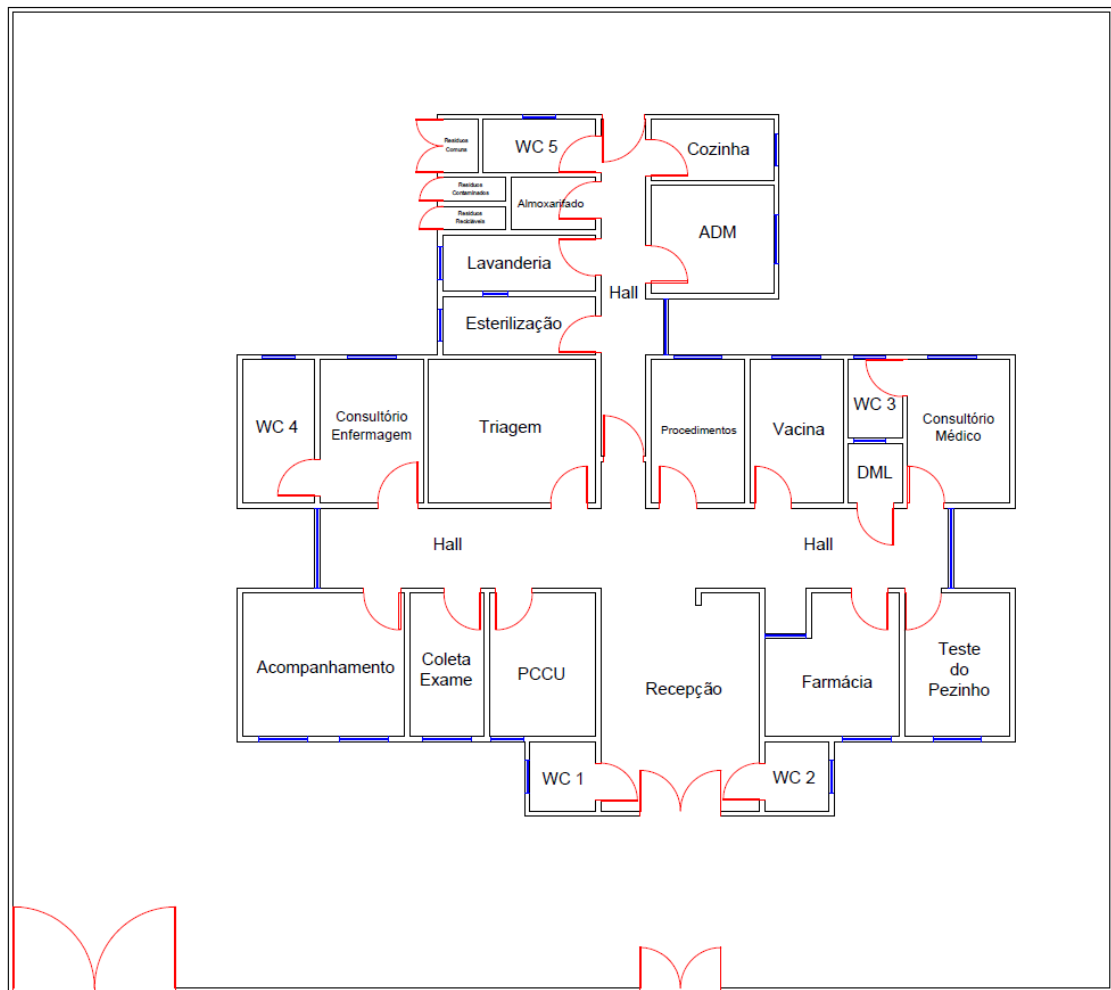 Resíduos
Comuns
WC 5
Cozinha
Resíduos
Contaminados
Almoxarifado
Resíduos
Recicláveis
ADM
Lavanderia
Hall
Esterilização
WC 4
Consultório
Enfermagem
Triagem
Procedimentos
Vacina
WC 3
Consultório
Médico
DML
Hall
Hall
Acompanhamento
Coleta
Exame
PCCU
Recepção
Farmácia
Teste
do
Pezinho
WC 1
WC 2